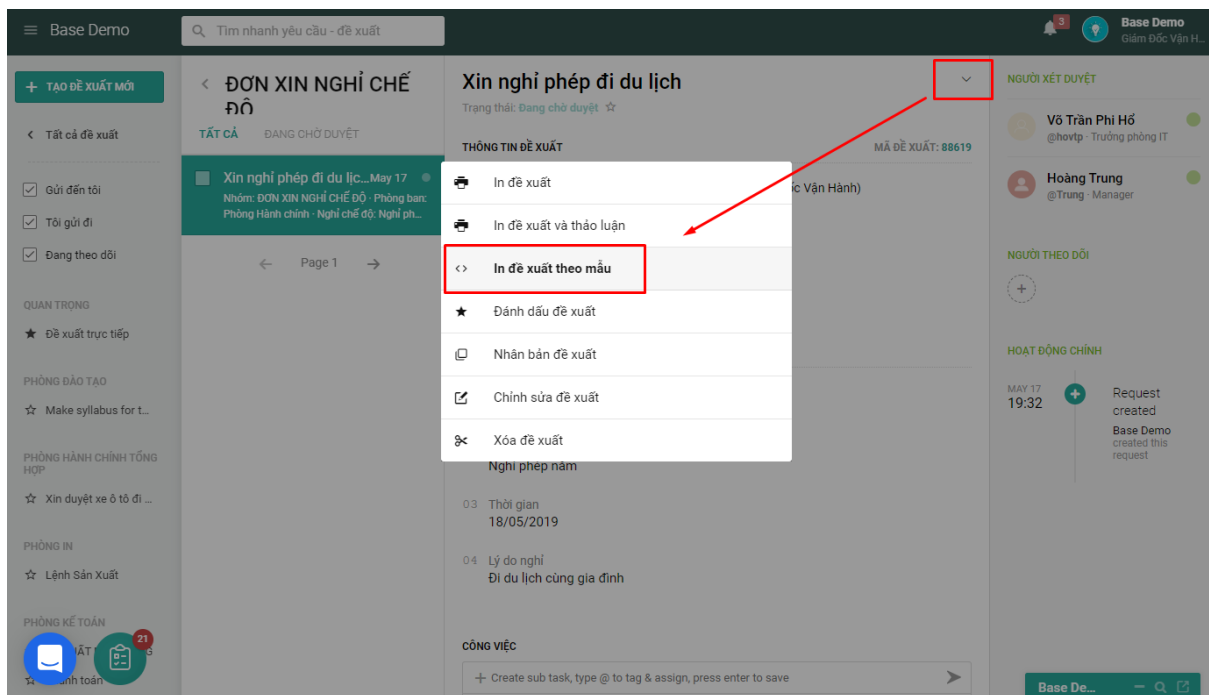 Base Demo
Tìm nhanh yêu cầu - đề xuất
3
Base Demo
Giám Đốc Vận H...
+ TẠO ĐỀ XUẤT MỚI
Tất cả đề xuất
Gửi đến tôi
Tôi gửi đi
Đang theo dõi
QUAN TRỌNG
Đề xuất trực tiếp
PHÒNG ĐÀO TẠO
Make syllabus for t...
PHÒNG HÀNH CHÍNH TỔNG
HỢP
Xin duyệt xe ô tô đi ...
PHÒNG IN
Lệnh Sản Xuất
PHÒNG KẾ TOÁN
21
ĐƠN XIN NGHỈ CHẾ
ĐỘ
TẤT CẢ ĐANG CHỜ DUYỆT
Xin nghỉ phép đi du lịc...May 17
Nhóm: ĐƠN XIN NGHỈ CHẾ ĐỘ · Phòng ban:
Phòng Hành chính · Nghỉ chế độ: Nghỉ ph...
Page 1
Xin nghỉ phép đi du lịch
Trạng thái: Đang chờ duyệt
THÔNG TIN ĐỀ XUẤT MÃ ĐỀ XUẤT: 88619
Vận Hành)
In đề xuất
In đề xuất và thảo luận
In đề xuất theo mẫu
Đánh dấu đề xuất
Nhân bản đề xuất
Chỉnh sửa đề xuất
Xóa đề xuất
Nghỉ phép năm
03 Thời gian
18/05/2019
04 Lý do nghỉ
Đi du lịch cùng gia đình
CÔNG VIỆC
+ Create sub task, type @ to tag & assign, press enter to save
NGƯỜI XÉT DUYỆT
Võ Trần Phi Hổ
@hovtp · Trưởng phòng IT
Hoàng Trung
@Trung · Manager
NGƯỜI THEO DÕI
HOẠT ĐỘNG CHÍNH
MAY 17
19:32
Request
created
Base Demo
created this
request
Base De...